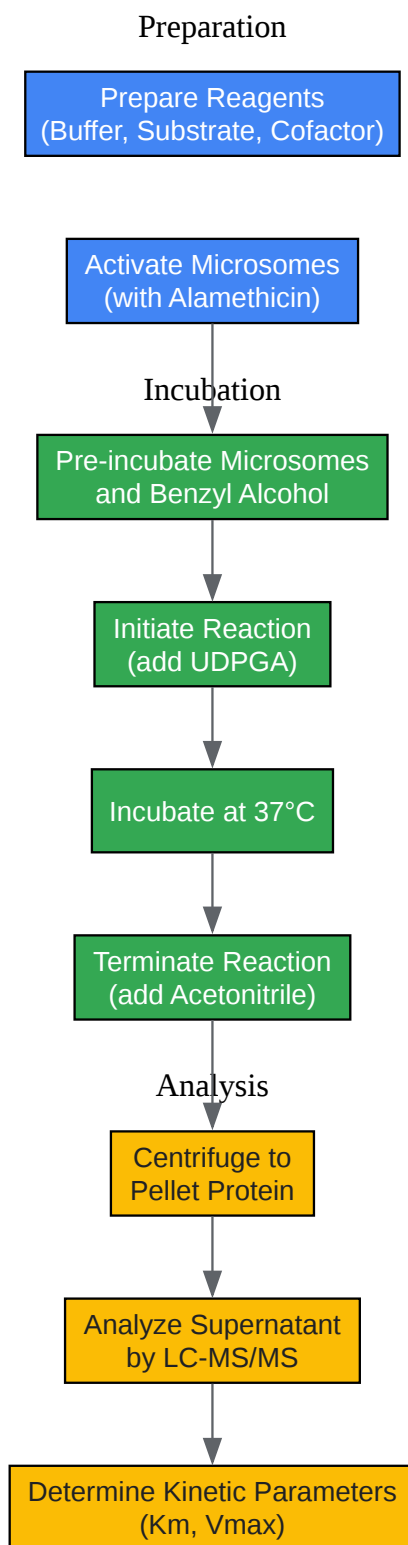 Preparation
Prepare Reagents
(Buffer, Substrate, Cofactor)
Activate Microsomes
(with Alamethicin)
Incubation
Pre-incubate Microsomes
and Benzyl Alcohol
Initiate Reaction
(add UDPGA)
Incubate at 37°C
Terminate Reaction
(add Acetonitrile)
Analysis
Centrifuge to
Pellet Protein
Analyze Supernatant
by LC-MS/MS
Determine Kinetic Parameters
(Km, Vmax)